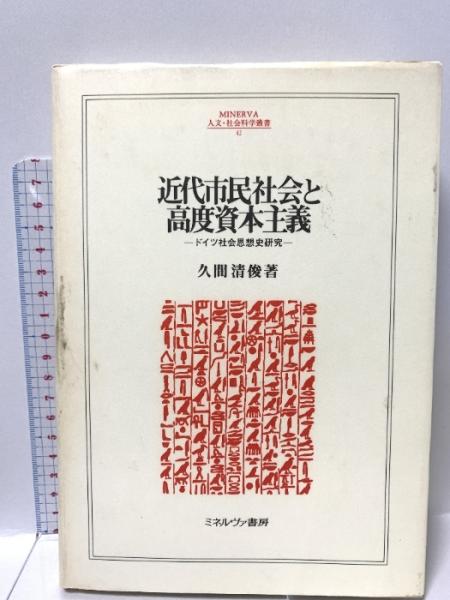 MINERVA
人文・社会科学叢書
42
近代市民社会と
高度資本主義
―ドイツ社会思想史研究―
久間清俊著
ミネルヴァ書房